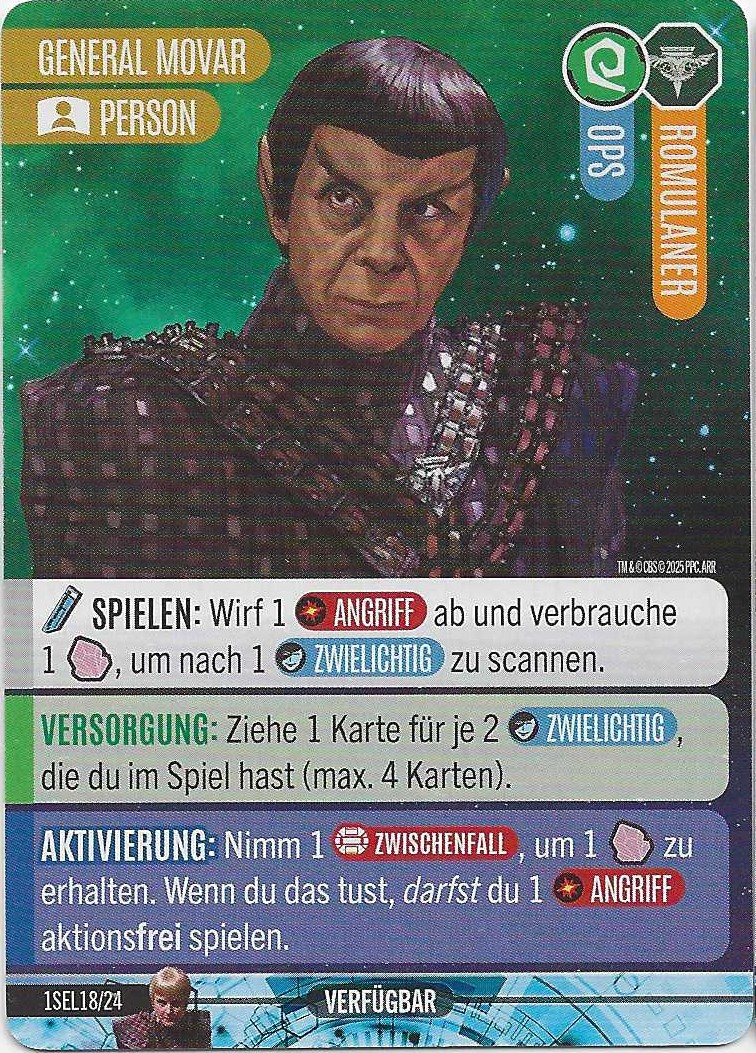 GENERAL MOVAR
PERSON
OPS
ROMULANER
TM & © CBS © 2025 PPC. ARR
SPIELEN: Wirf 1 ANGRIFF ab und verbrauche
1 , um nach 1 ZWIELICHTIG zu scannen.
VERSORGUNG: Ziehe 1 Karte für je 2 ZWIELICHTIG ,
die du im Spiel hast (max. 4 Karten).
AKTIVIERUNG: Nimm 1 ZWISCHENFALL , um 1 zu
erhalten. Wenn du das tust, darfst du 1 ANGRIFF
aktionsfrei spielen.
1SEL18/24
VERFÜGBAR